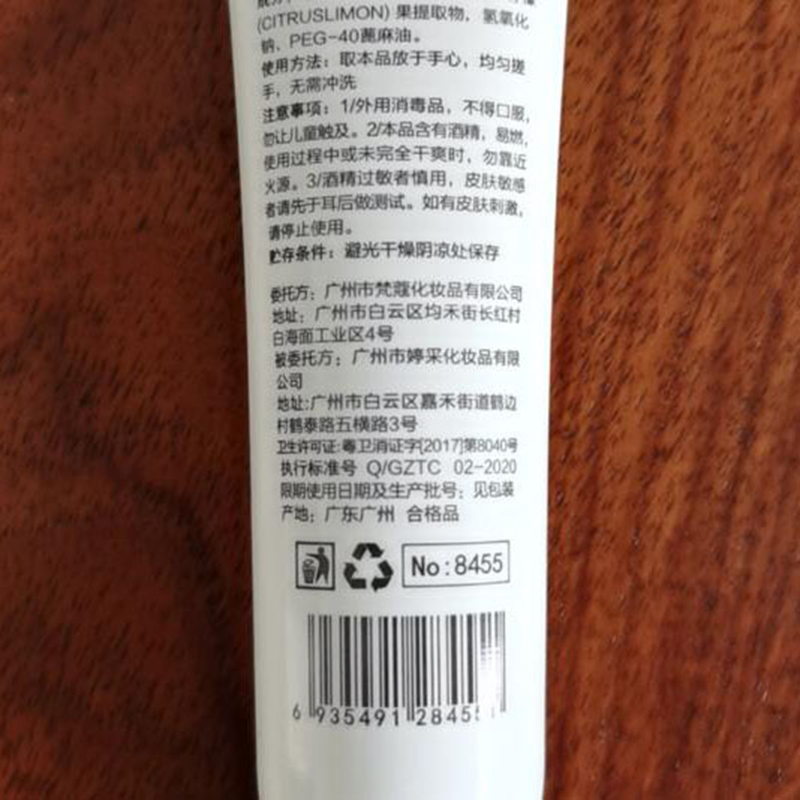 (CITRUSLIMON) 果提取物，氢氧化
钠、PEG-40蓖麻油。
使用方法：取本品放于手心，均匀搓
手，无需冲洗
注意事项：1/外用消毒品，不得口服，
勿让儿童触及。2/本品含有酒精，易燃，
使用过程中或未完全干爽时，勿靠近
火源。3/酒精过敏者慎用，皮肤敏感
者请先于耳后做测试。如有皮肤刺激，
请停止使用。
贮存条件：避光干燥阴凉处保存
委托方：广州市梵蔻化妆品有限公司
地址：广州市白云区均禾街长红村
白海面工业区4号
被委托方：广州市婷采化妆品有限
公司
地址:广州市白云区嘉禾街道鹤边
村鹤泰路五横路3号
卫生许可证:粤卫消证字[2017]第8040号
执行标准号 Q/GZTC 02-2020
限期使用日期及生产批号：见包装
产地：广东广州 合格品
No:8455
6 935491 28455